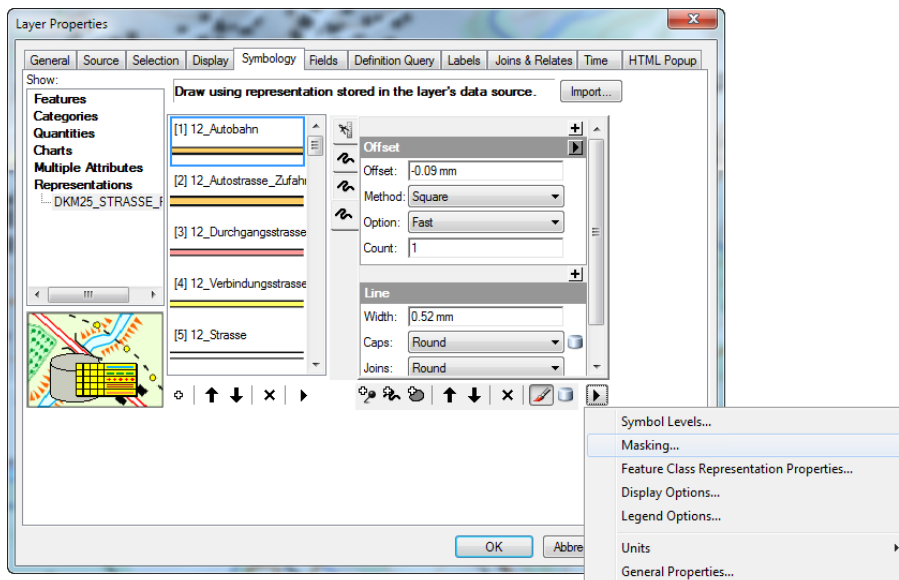 Layer Properties
General Source Selection Display Symbology Fields Definition Query Labels Joins & Relates Time HTML Popup
Show:
Features
Categories
Quantities
Charts
Multiple Attributes
Representations
DKM25_STRASSE_
Draw using representation stored in the layer's data source.
Import...
[1] 12_Autobahn
[2] 12_Autostrasse_Zufah
[3] 12_Durchgangsstrasse
[4] 12_Verbindungsstrasse
[5] 12_Strasse
Offset
Offset: -0.09 mm
Method: Square
Option: Fast
Count: 1
Line
Width: 0.52 mm
Caps: Round
Joins: Round
Symbol Levels...
Masking...
Feature Class Representation Properties...
Display Options...
Legend Options...
Units
General Properties...
OK
Abbre